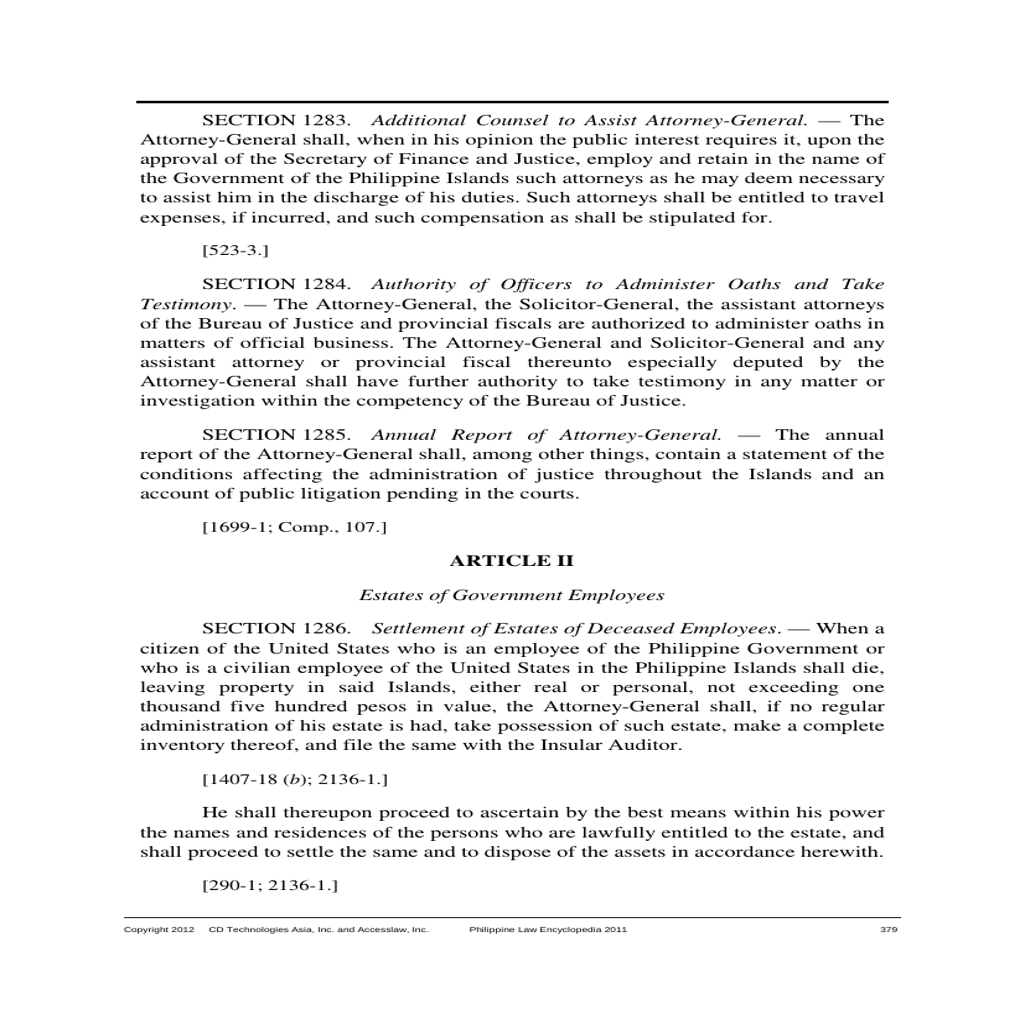 SECTION 1283. Additional Counsel to Assist Attorney-General. — The
Attorney-General shall, when in his opinion the public interest requires it, upon the
approval of the Secretary of Finance and Justice, employ and retain in the name of
the Government of the Philippine Islands such attorneys as he may deem necessary
to assist him in the discharge of his duties. Such attorneys shall be entitled to travel
expenses, if incurred, and such compensation as shall be stipulated for.
[523-3.]
SECTION 1284. Authority of Officers to Administer Oaths and Take
Testimony. — The Attorney-General, the Solicitor-General, the assistant attorneys
of the Bureau of Justice and provincial fiscals are authorized to administer oaths in
matters of official business. The Attorney-General and Solicitor-General and any
assistant attorney or provincial fiscal thereunto especially deputed by the
Attorney-General shall have further authority to take testimony in any matter or
investigation within the competency of the Bureau of Justice.
SECTION 1285. Annual Report of Attorney-General. — The annual
report of the Attorney-General shall, among other things, contain a statement of the
conditions affecting the administration of justice throughout the Islands and an
account of public litigation pending in the courts.
[1699-1; Comp., 107.]
ARTICLE II
Estates of Government Employees
SECTION 1286. Settlement of Estates of Deceased Employees. — When a
citizen of the United States who is an employee of the Philippine Government or
who is a civilian employee of the United States in the Philippine Islands shall die,
leaving property in said Islands, either real or personal, not exceeding one
thousand five hundred pesos in value, the Attorney-General shall, if no regular
administration of his estate is had, take possession of such estate, make a complete
inventory thereof, and file the same with the Insular Auditor.
[1407-18 (b); 2136-1.]
He shall thereupon proceed to ascertain by the best means within his power
the names and residences of the persons who are lawfully entitled to the estate, and
shall proceed to settle the same and to dispose of the assets in accordance herewith.
[290-1; 2136-1.]
Copyright 2012 CD Technologies Asia, Inc. and Accesslaw, Inc. Philippine Law Encyclopedia 2011 379